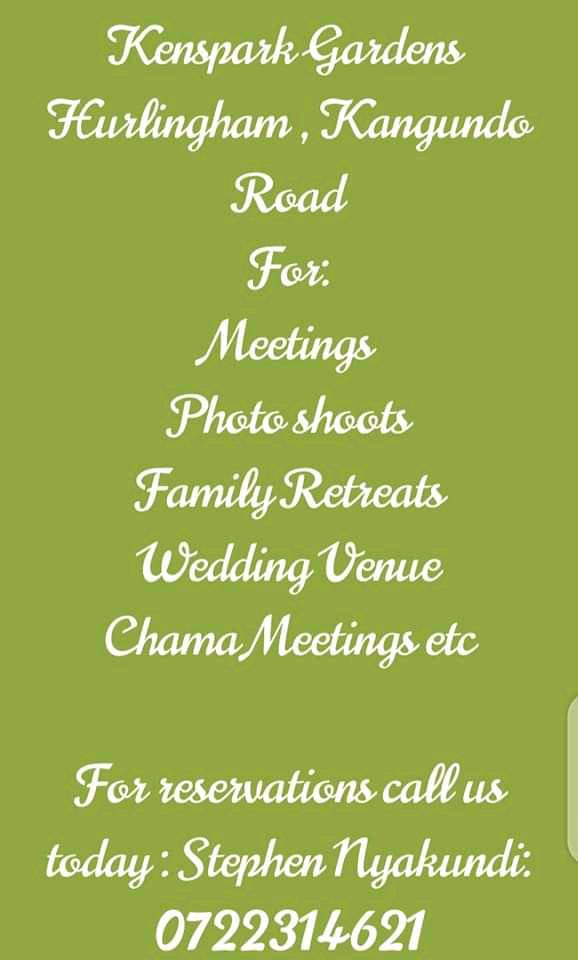 Kenspark Gardens
Hurlingham , Kangundo
Road
For:
Meetings
Photo shoots
Family Retreats
Wedding Venue
Chama Meetings etc
For reservations call us
today : Stephen Nyakundi:
0722314621